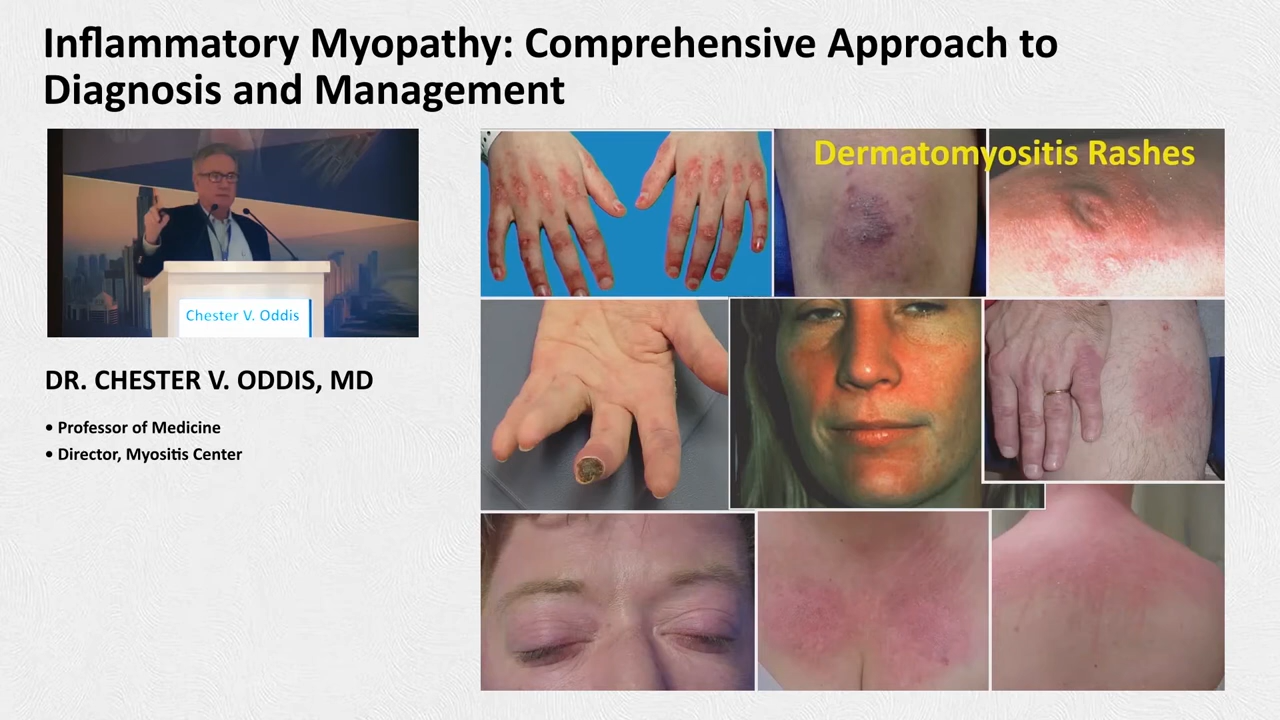 Inflammatory Myopathy: Comprehensive Approach to
Diagnosis and Management
Dermatomyositis Rashes
Chester V. Oddis
DR. CHESTER V. ODDIS, MD
• Professor of Medicine
• Director, Myositis Center